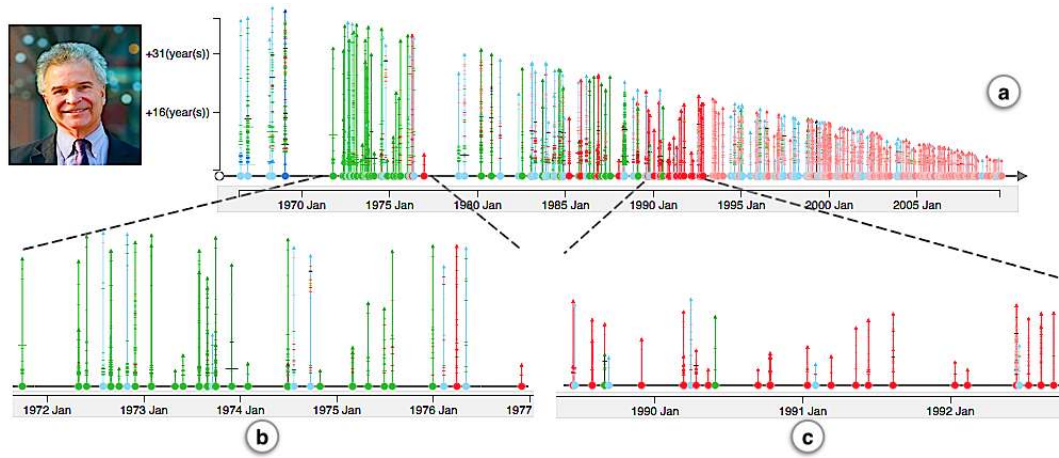 +31(year(s))
+16(year(s))
a
1970 Jan 1975 Jan 1980 Jan 1985 Jan 1990 Jan 1995 Jan 2000 Jan 2005 Jan
1972 Jan 1973 Jan 1974 Jan 1975 Jan 1976 Jan 1977
1990 Jan 1991 Jan 1992 Jan
b
c